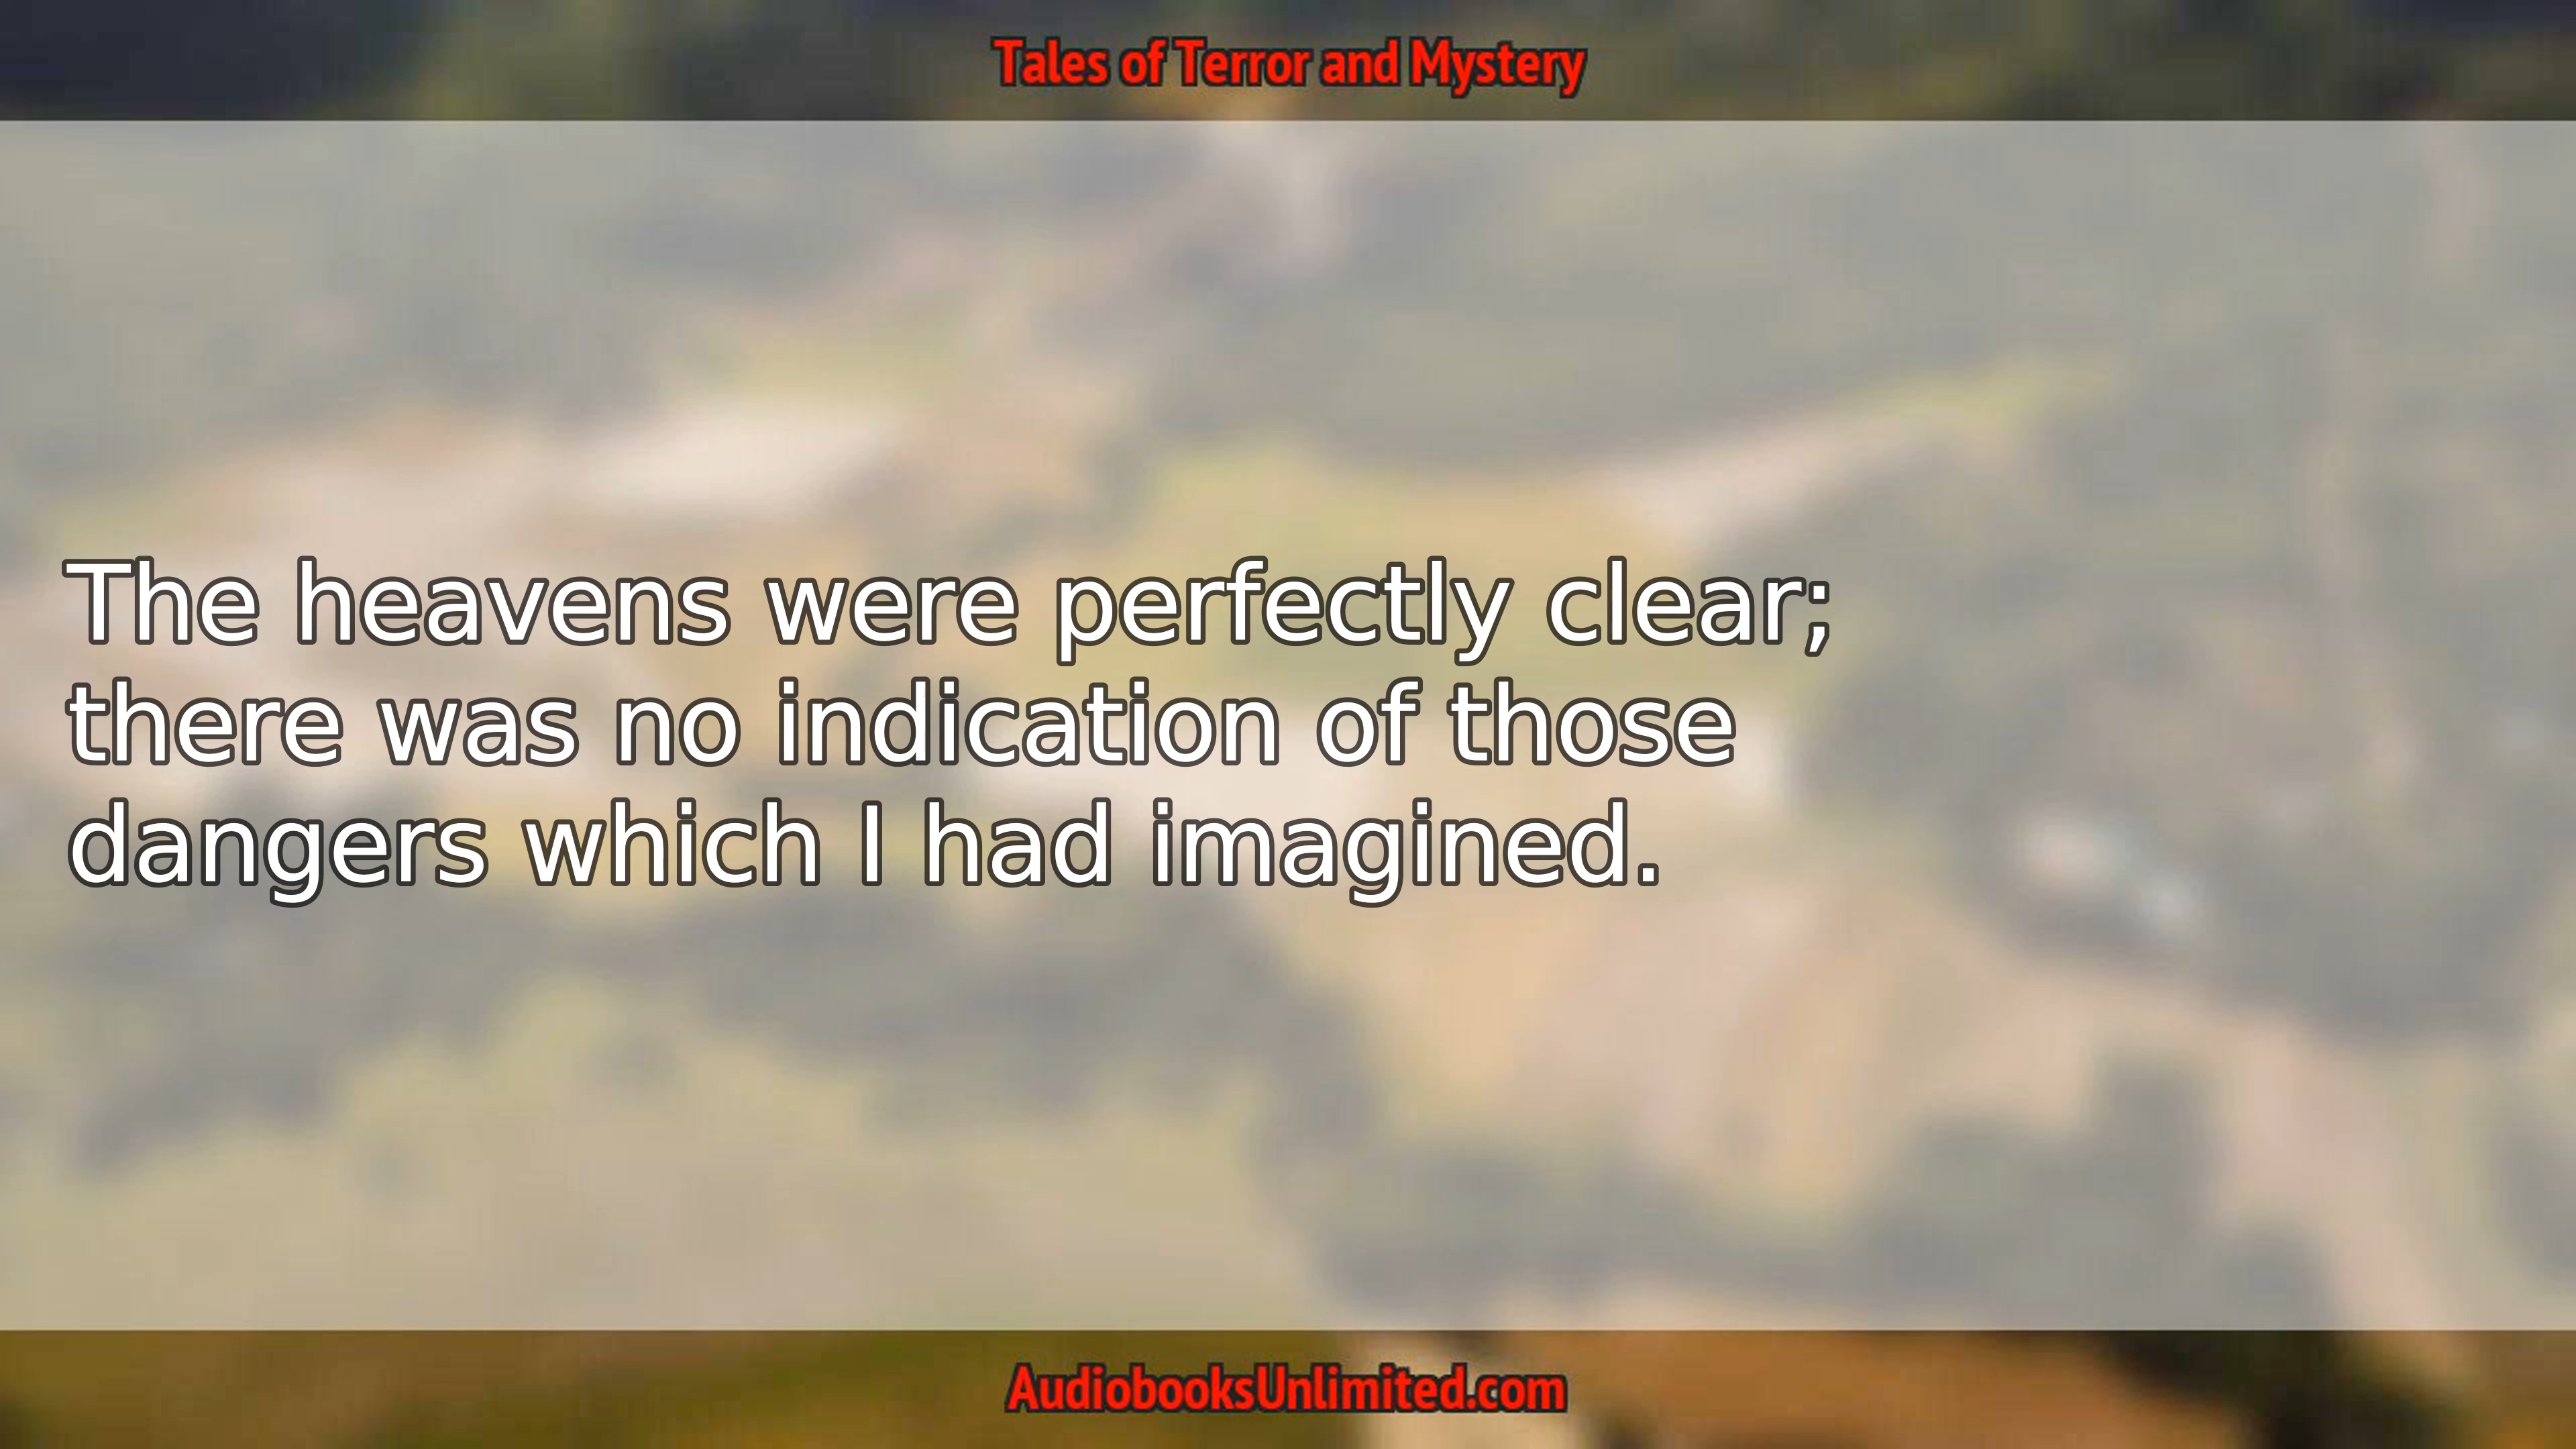 Tales of Terror and Mystery
The heavens were perfectly clear;
there was no indication of those
dangers which I had imagined.
AudiobooksUnlimited.com